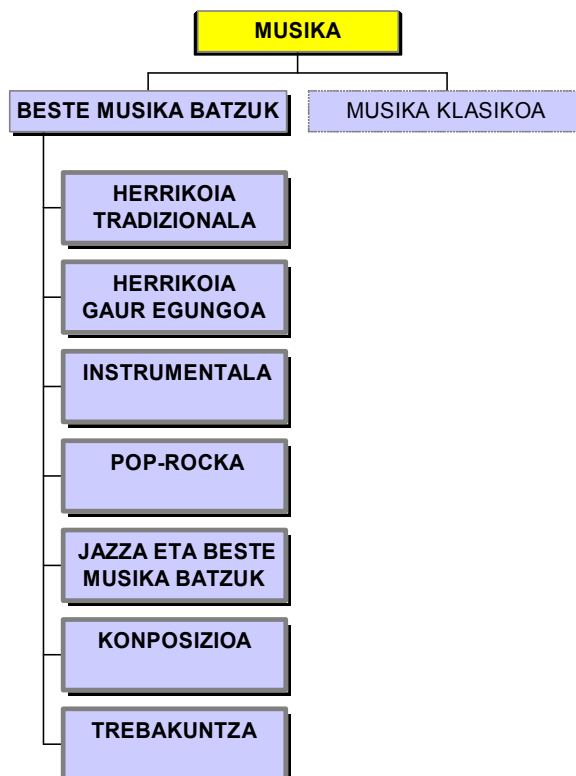 MUSIKA
BESTE MUSIKA BATZUK
MUSIKA KLASIKOA
HERRIKOIA
TRADIZIONALA
HERRIKOIA
GAUR EGUNGOA
INSTRUMENTALA
POP-ROCKA
JAZZA ETA BESTE
MUSIKA BATZUK
KONPOSIZIOA
TREBAKUNTZA